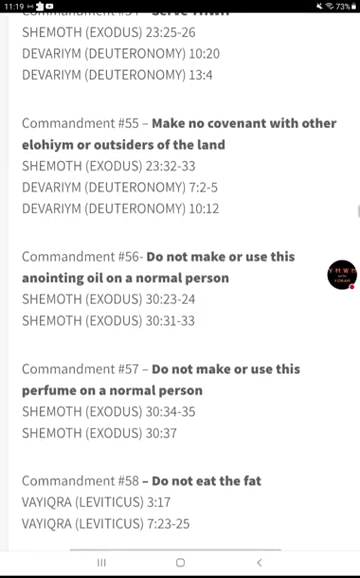 11:19
73%
SHEMOTH (EXODUS) 23:25-26
DEVARIYM (DEUTERONOMY) 10:20
DEVARIYM (DEUTERONOMY) 13:4
Commandment #55 – Make no covenant with other
elohiym or outsiders of the land
SHEMOTH (EXODUS) 23:32-33
DEVARIYM (DEUTERONOMY) 7:2-5
DEVARIYM (DEUTERONOMY) 10:12
Commandment #56- Do not make or use this
anointing oil on a normal person
SHEMOTH (EXODUS) 30:23-24
SHEMOTH (EXODUS) 30:31-33
Commandment #57 – Do not make or use this
perfume on a normal person
SHEMOTH (EXODUS) 30:34-35
SHEMOTH (EXODUS) 30:37
Commandment #58 – Do not eat the fat
VAYIQRA (LEVITICUS) 3:17
VAYIQRA (LEVITICUS) 7:23-25